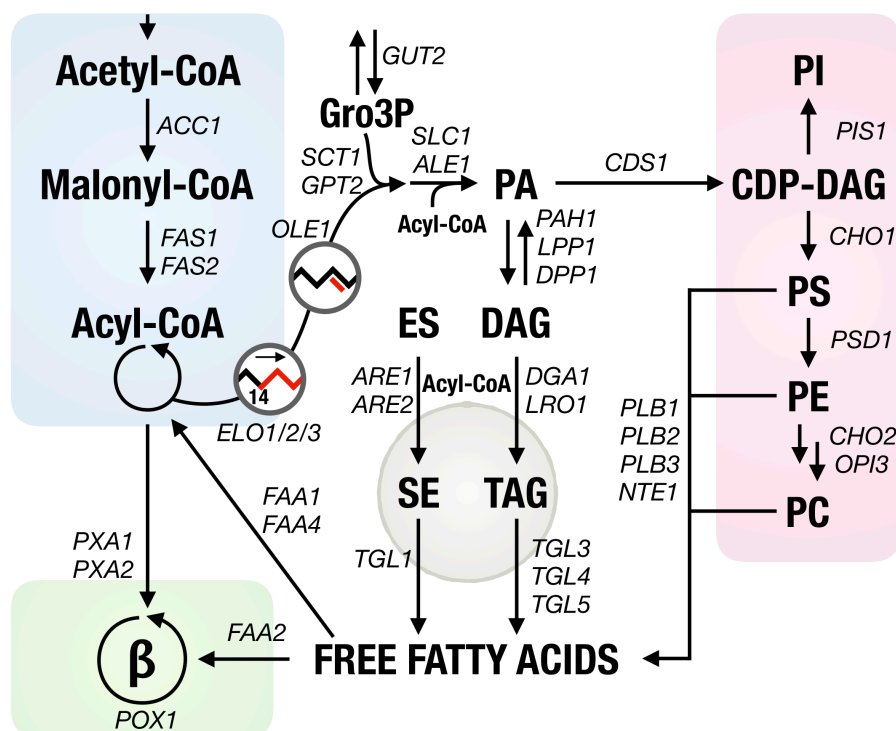 Acetyl-CoA
ACC1
Malonyl-CoA
FAS1
FAS2
Acyl-CoA
14
ELO1/2/3
OLE1
GUT2
Gro3P
SCT1
GPT2
SLC1
ALE1
Acyl-CoA
PA
CDS1
PAH1
LPP1
DPP1
ES
DAG
ARE1
ARE2
Acyl-CoA
DGA1
LRO1
SE
TAG
TGL1
TGL3
TGL4
TGL5
PI
PIS1
CDP-DAG
CHO1
PS
PSD1
PE
CHO2
OPI3
PC
PLB1
PLB2
PLB3
NTE1
FAA1
FAA4
PXA1
PXA2
FREE FATTY ACIDS
FAA2
β
POX1